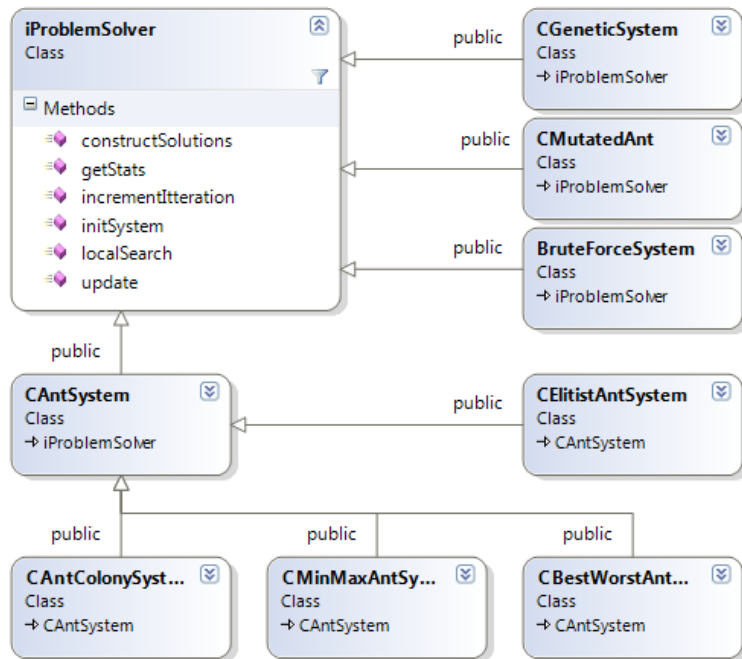 iProblemSolver
Class
Methods
constructSolutions
getStats
incrementItteration
initSystem
localSearch
update
public
CGeneticSystem
Class
iProblemSolver
public
CMutatedAnt
Class
iProblemSolver
public
BruteForceSystem
Class
iProblemSolver
public
CAntSystem
Class
iProblemSolver
public
CElitistAntSystem
Class
CAntSystem
public
public
public
CAntColonySyst...
Class
CAntSystem
CMinMaxAntSy...
Class
CAntSystem
CBestWorstAnt...
Class
CAntSystem